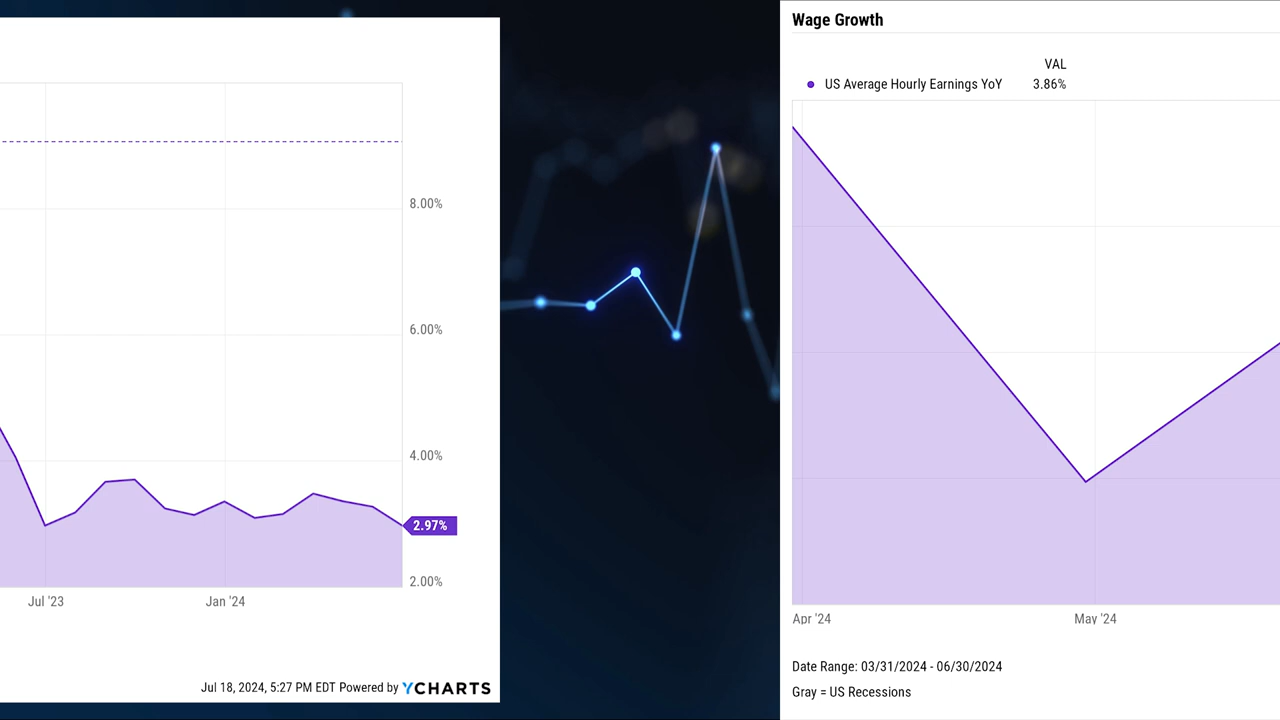 8.00%
6.00%
4.00%
2.97%
2.00%
Jul '23
Jan '24
Jul 18, 2024, 5:27 PM EDT Powered by YCHARTS
Wage Growth
VAL
US Average Hourly Earnings YoY 3.86%
Apr '24
May '24
Date Range: 03/31/2024 - 06/30/2024
Gray = US Recessions